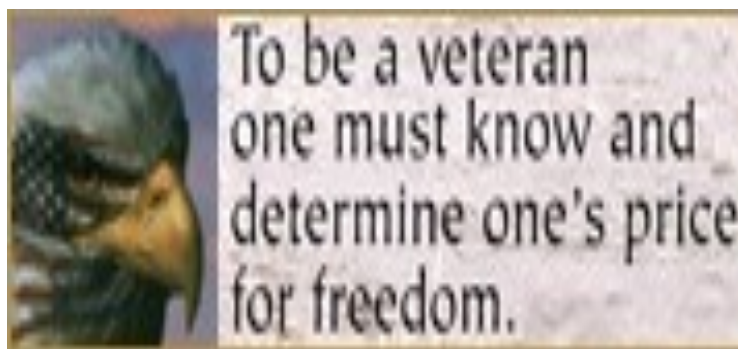 To be a veteran
one must know and
determine one's price
for freedom.